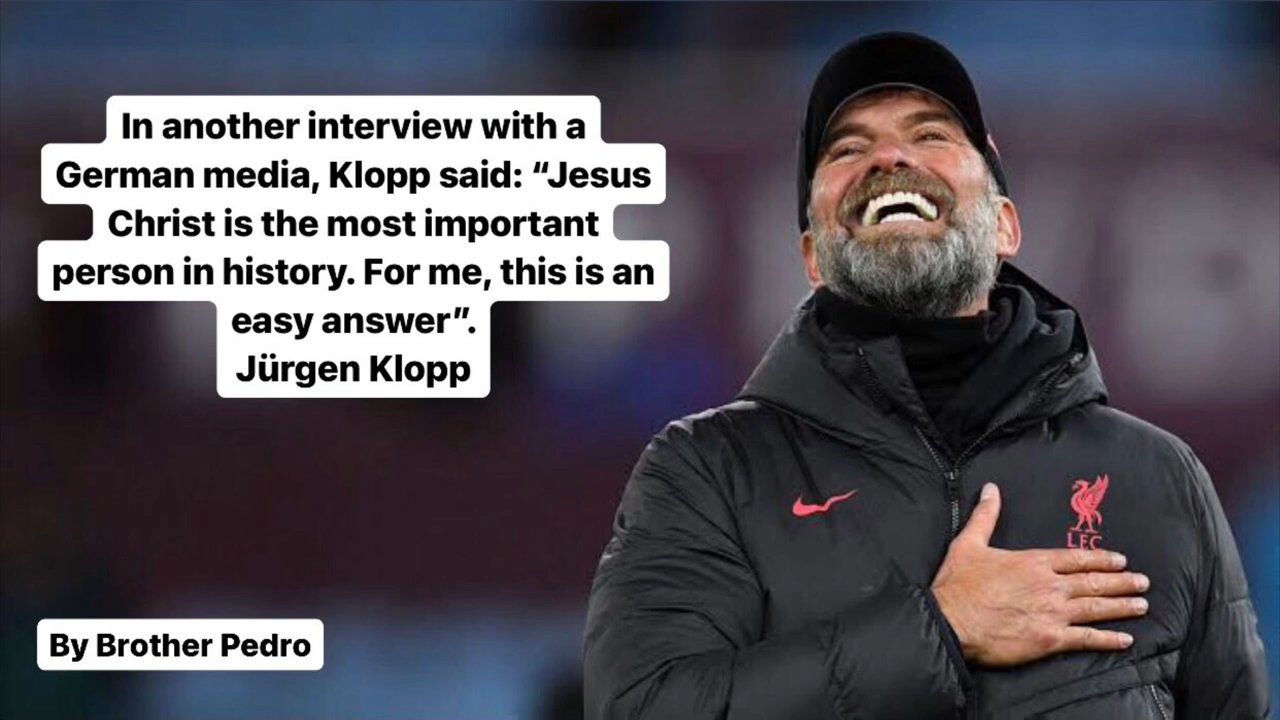 In another interview with a
German media, Klopp said: “Jesus
Christ is the most important
person in history. For me, this is an
easy answer”.
Jürgen Klopp
LFC
By Brother Pedro